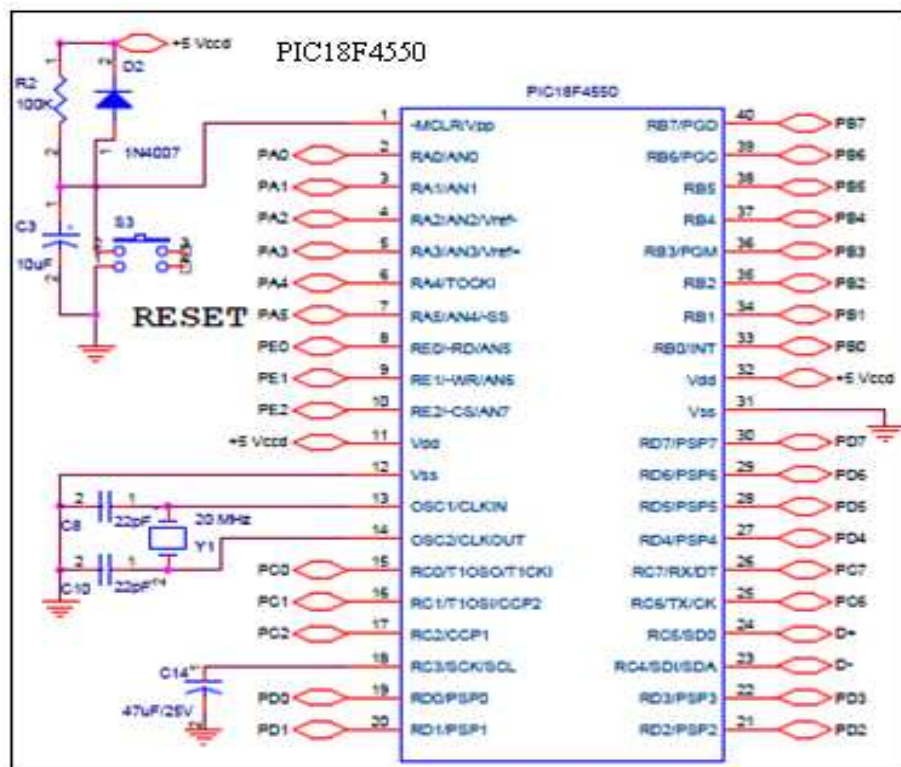 +5 Vccd
PIC18F4550
D2
R2
100K
1N4007
C3
10uF
S3
RESET
PIC18F4550
PA0 2 RA0/AN0
PA1 3 RA1/AN1
PA2 4 RA2/AN2/Vref-
PA3 5 RA3/AN3/Vref+
PA4 6 RA4/TOCKI
PA5 7 RA5/AN4/-SS
PE0 8 RE0/-RD/AN5
PE1 9 RE1/-WR/AN6
PE2 10 RE2/-CS/AN7
+5 Vccd 11 Vdd
12 Vss
13 OSC1/CLKIN
14 OSC2/CLKOUT
PC0 15 RC0/T1OSO/T1CKI
PC1 16 RC1/T1OSI/CCP2
PC2 17 RC2/CCP1
18 RC3/SCK/SCL
PD0 19 RD0/PSP0
PD1 20 RD1/PSP1
1 -MCLR/Vpp
RB7/PGD 40 PB7
RB6/PGC 39 PB6
RB5 38 PB5
RB4 37 PB4
RB3/PGM 36 PB3
RB2 35 PB2
RB1 34 PB1
RB0/INT 33 PB0
Vdd 32 +5 Vccd
Vss 31
RD7/PSP7 30 PD7
RD6/PSP6 29 PD6
RD5/PSP5 28 PD5
RD4/PSP4 27 PD4
RC7/RX/DT 26 PC7
RC6/TX/CK 25 PC6
RC5/SD0 24 D+
RC4/SDI/SDA 23 D-
RD3/PSP3 22 PD3
RD2/PSP2 21 PD2
2 1
C8 22pF
20 MHz
Y1
2 1
C10 22pF
C14
47uF/25V